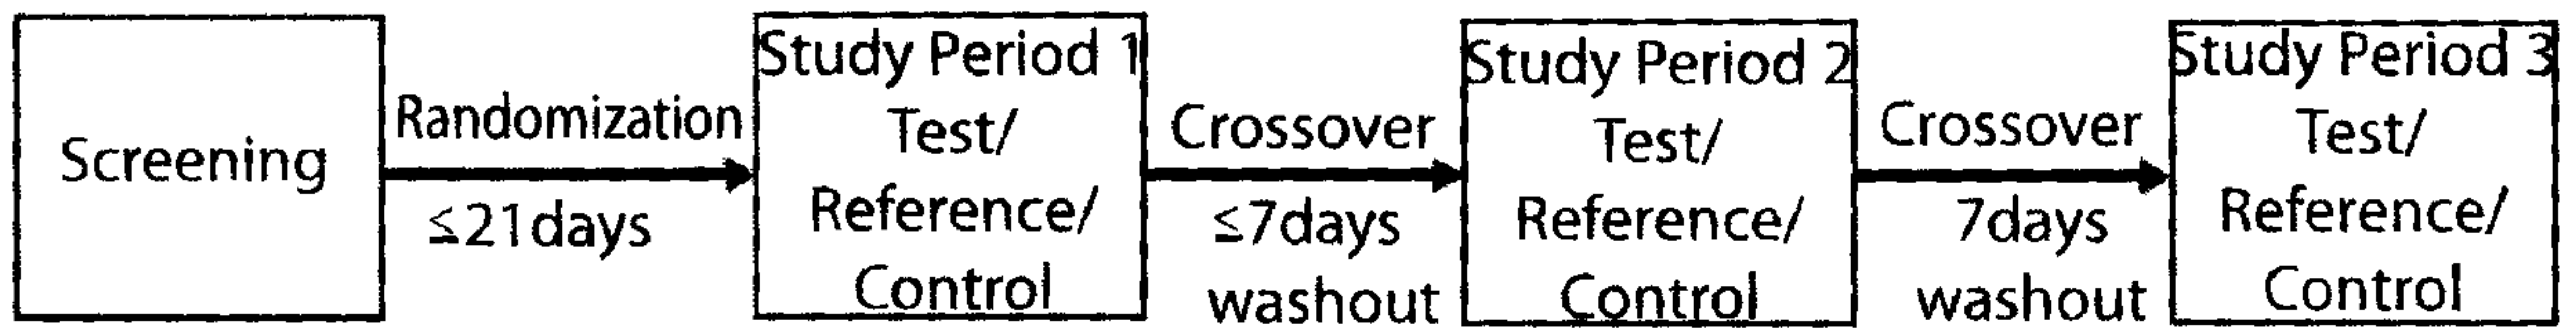 Screening
Randomization
≤21days
Study Period 1
Test/
Reference/
Control
Crossover
≤7days
washout
Study Period 2
Test/
Reference/
Control
Crossover
7days
washout
Study Period 3
Test/
Reference/
Control